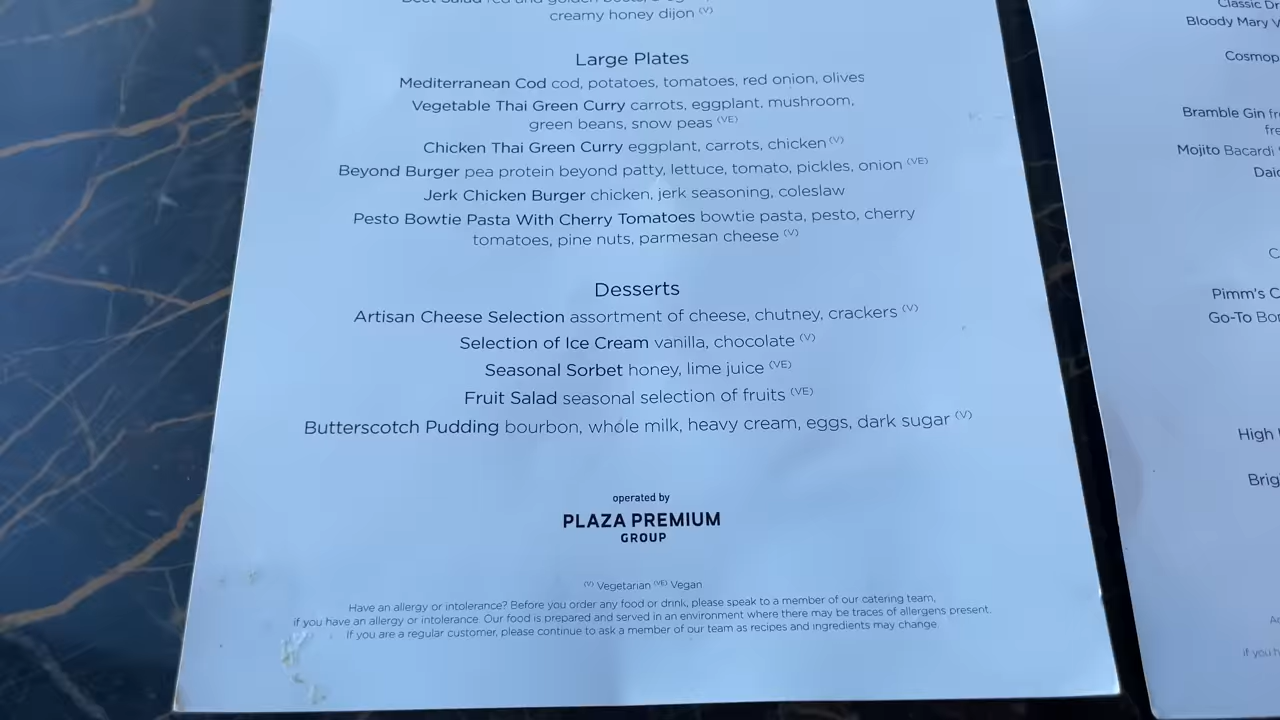 creamy honey dijon (V)
Large Plates
Mediterranean Cod cod, potatoes, tomatoes, red onion, olives
Vegetable Thai Green Curry carrots, eggplant, mushroom,
green beans, snow peas (VE)
Chicken Thai Green Curry eggplant, carrots, chicken (V)
Beyond Burger pea protein beyond patty, lettuce, tomato, pickles, onion (VE)
Jerk Chicken Burger chicken, jerk seasoning, coleslaw
Pesto Bowtie Pasta With Cherry Tomatoes bowtie pasta, pesto, cherry
tomatoes, pine nuts, parmesan cheese (V)
Desserts
Artisan Cheese Selection assortment of cheese, chutney, crackers (V)
Selection of Ice Cream vanilla, chocolate (V)
Seasonal Sorbet honey, lime juice (VE)
Fruit Salad seasonal selection of fruits (VE)
Butterscotch Pudding bourbon, whole milk, heavy cream, eggs, dark sugar (V)
operated by
PLAZA PREMIUM
GROUP
(V) Vegetarian (VE) Vegan
Have an allergy or intolerance? Before you order any food or drink, please speak to a member of our catering team,
if you have an allergy or intolerance. Our food is prepared and served in an environment where there may be traces of allergens present.
If you are a regular customer, please continue to ask a member of our team as recipes and ingredients may change.
Classic
Bloody Mary
Bramble Gin
Mojito Bacardi
Pimm's
Go-To
High
if you